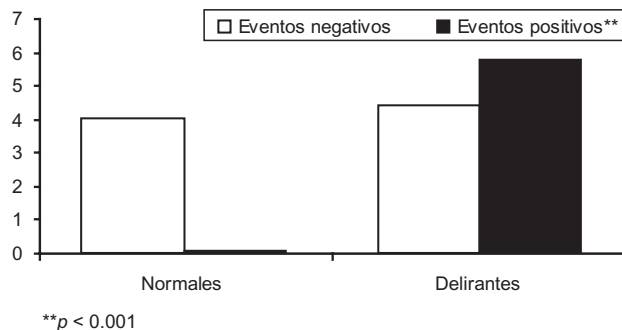 7
Eventos negativos Eventos positivos**
6
5
4
3
2
1
0
Normales Delirantes
**p < 0.001